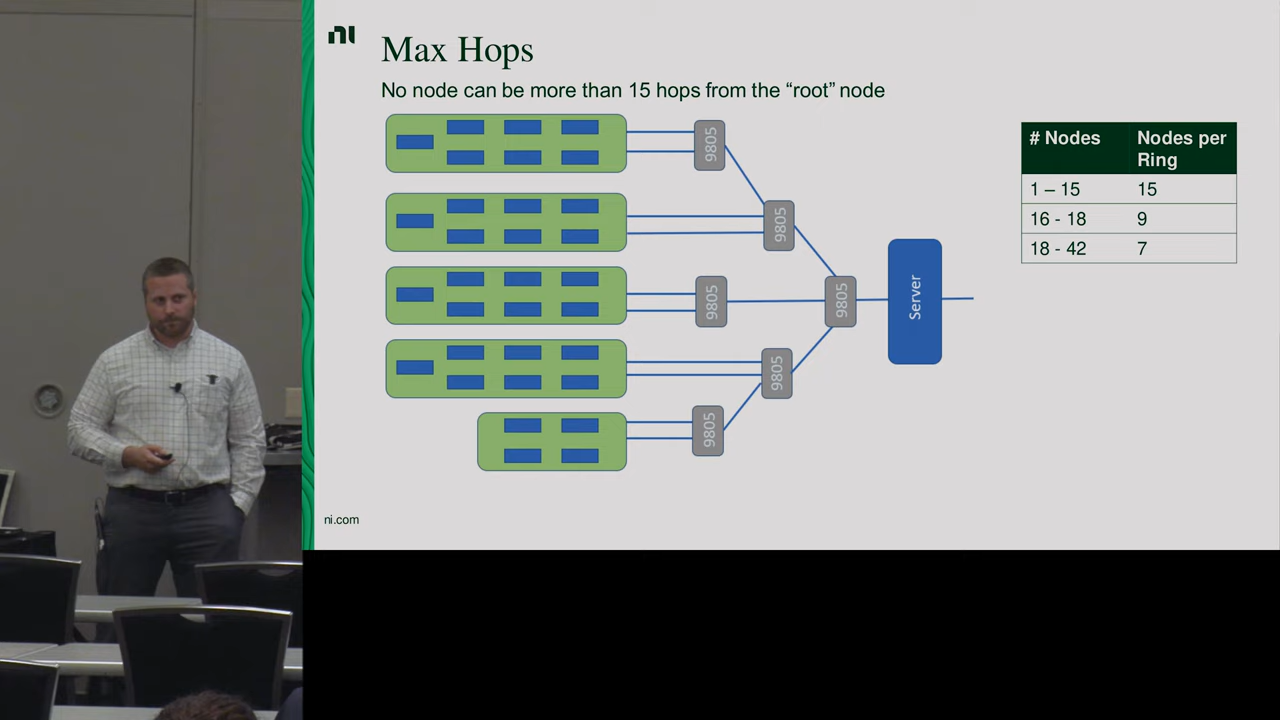 ni
Max Hops
No node can be more than 15 hops from the “root” node
9805
9805
9805
9805
9805
9805
Server
# Nodes
Nodes per Ring
1 – 15
15
16 - 18
9
18 - 42
7
ni.com